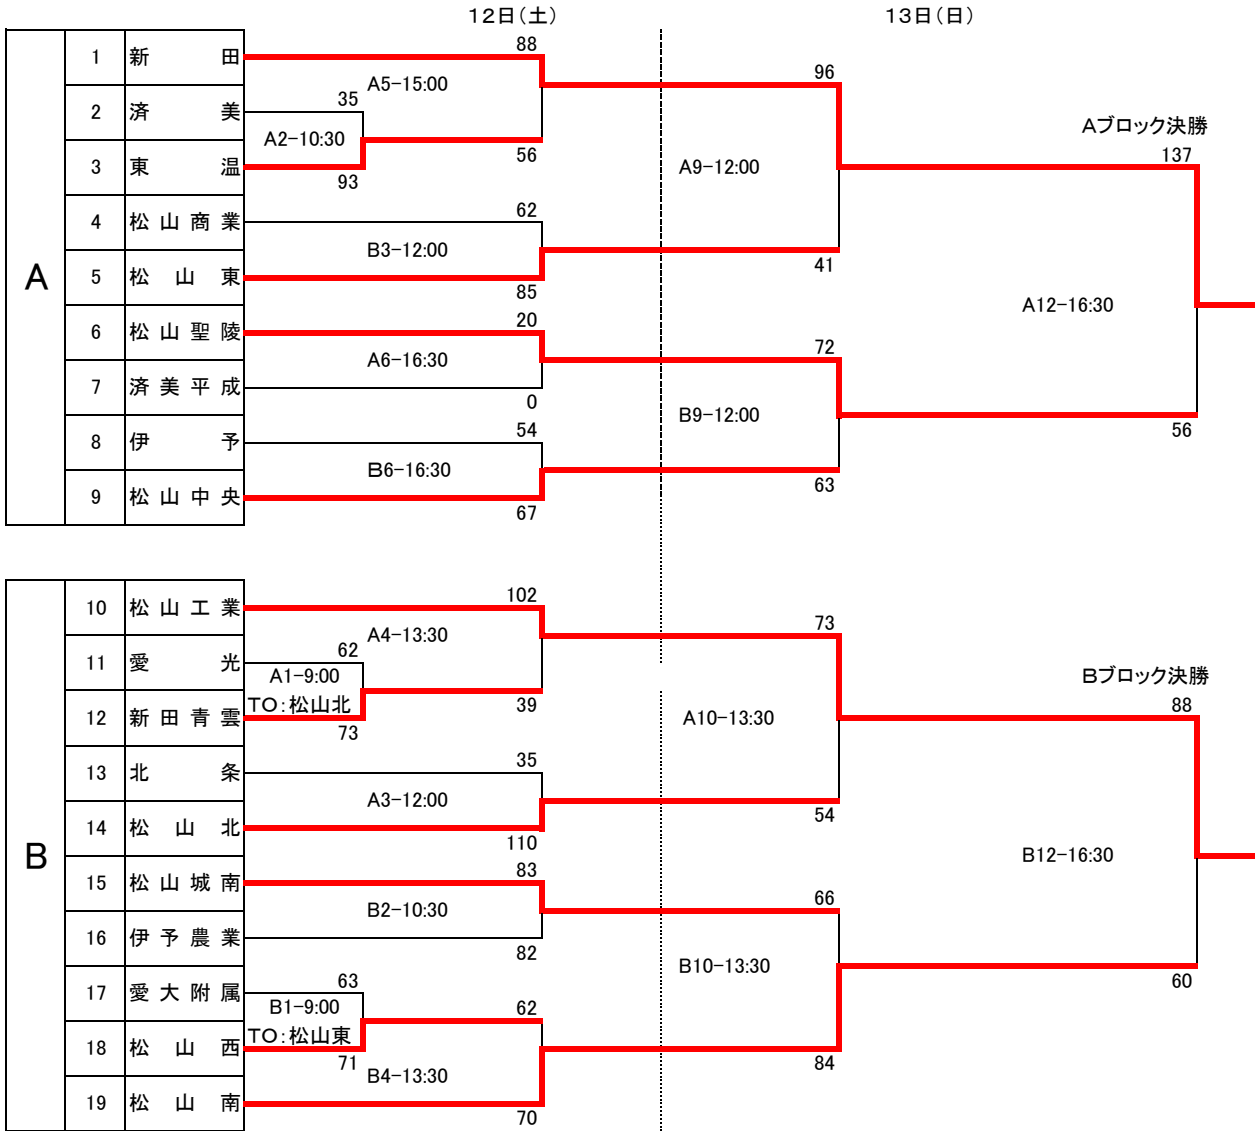 12日(土) 13日(日)
A
1 新田 88
A5-15:00 96
2 済美 35
A2-10:30 Aブロック決勝
3 東温 93 56 A9-12:00 137
4 松山商業 62
B3-12:00
5 松山東 85 41
A12-16:30
6 松山聖陵 20
A6-16:30 72
7 済美平成 0
B9-12:00
8 伊予 54 56
B6-16:30
9 松山中央 67 63
B
10 松山工業 102
A4-13:30 73
11 愛光 62
A1-9:00 Bブロック決勝
TO:松山北
12 新田青雲 73 39 A10-13:30 88
13 北条 35
A3-12:00
14 松山北 110 54
B12-16:30
15 松山城南 83
B2-10:30 66
16 伊予農業 82
B10-13:30
17 愛大附属 63 60
B1-9:00 62
TO:松山東
18 松山西 71 84
B4-13:30
19 松山南 70